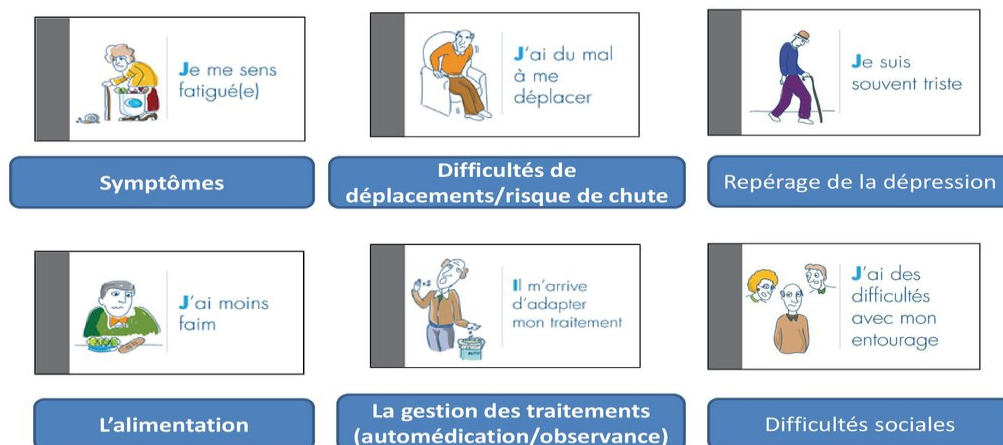 Je me sens
fatigué(e)
J'ai du mal
à me
déplacer
Je suis
souvent triste
Symptômes
Difficultés de
déplacements/risque de chute
Repérage de la dépression
J'ai moins
faim
Il m'arrive
d'adapter
mon traitement
J'ai des
difficultés
avec mon
entourage
L'alimentation
La gestion des traitements
(automédication/observance)
Difficultés sociales